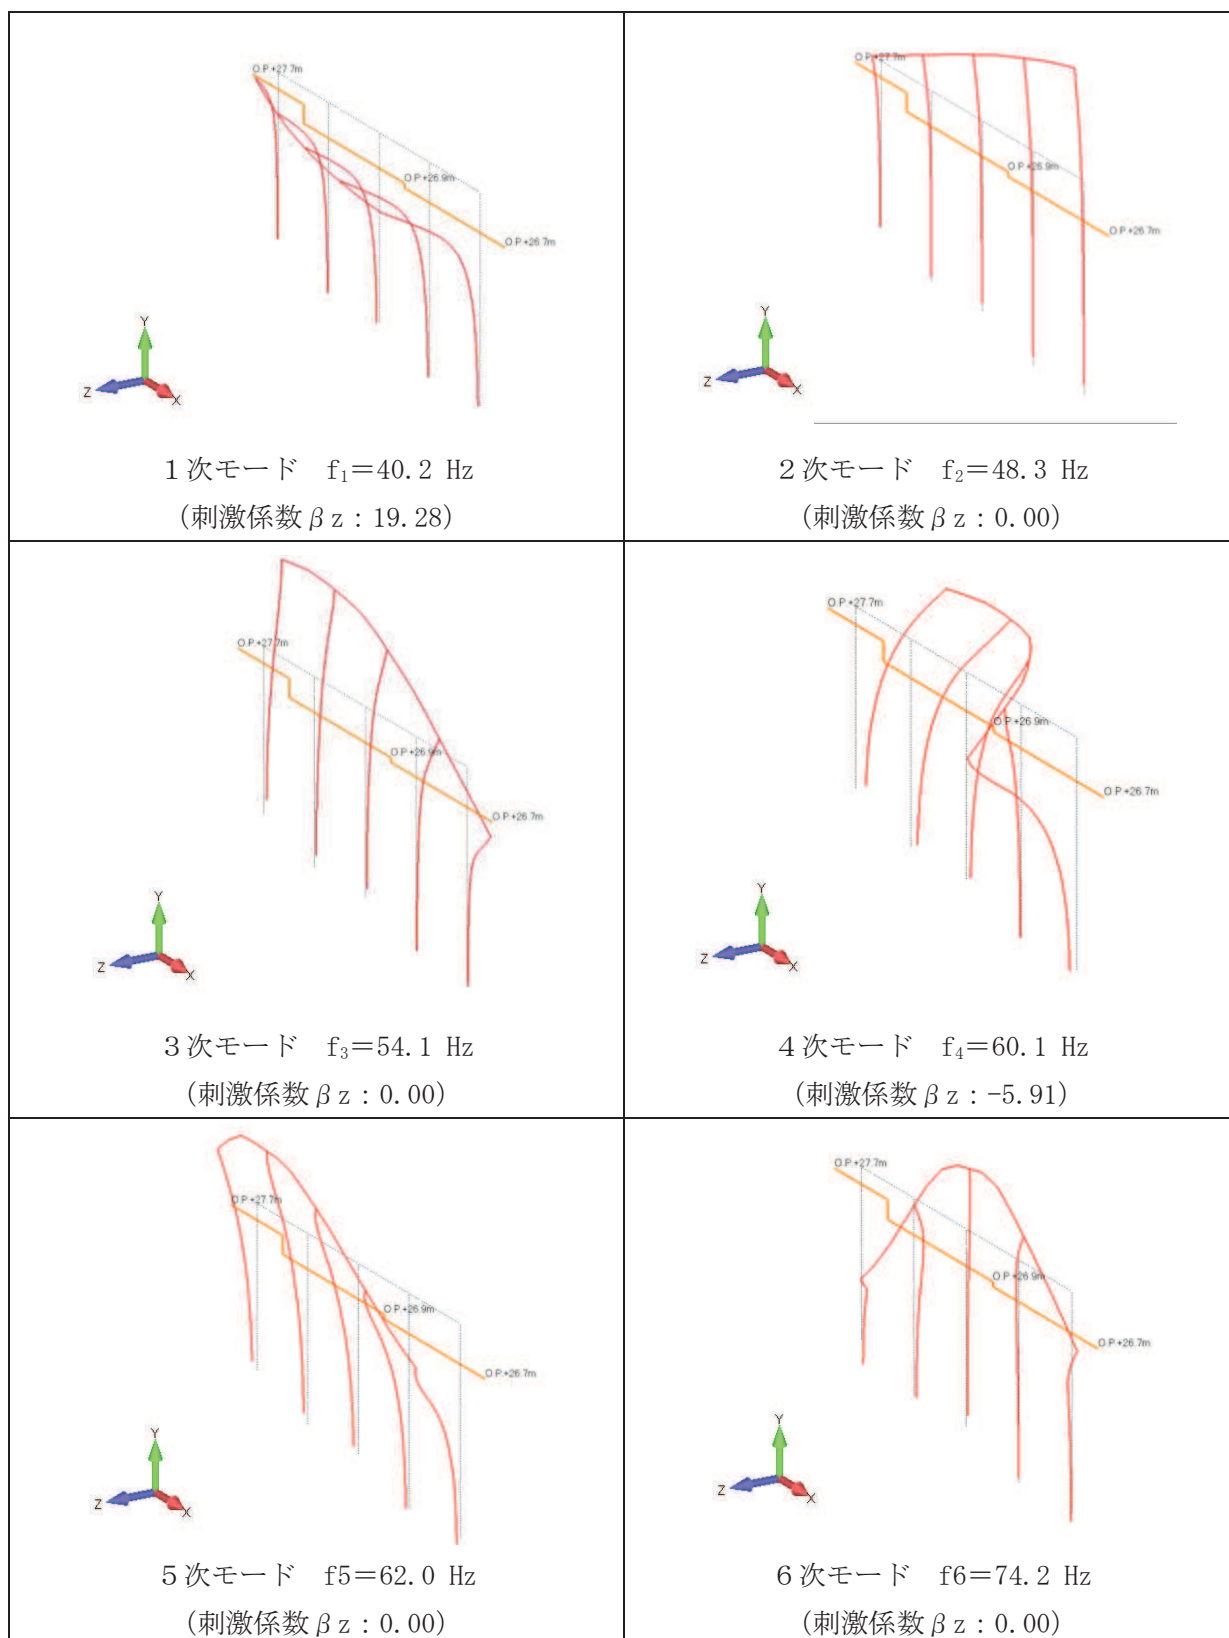 O.P.+27.7m
O.P.+26.9m
O.P.+26.7m
Y
Z
X
1次モード f₁=40.2 Hz
(刺激係数βz:19.28)
O.P.+27.7m
O.P.+26.9m
O.P.+26.7m
Y
Z
X
2次モード f₂=48.3 Hz
(刺激係数βz:0.00)
O.P.+27.7m
O.P.+26.9m
O.P.+26.7m
Y
Z
X
3次モード f₃=54.1 Hz
(刺激係数βz:0.00)
O.P.+27.7m
O.P.+26.9m
O.P.+26.7m
Y
Z
X
4次モード f₄=60.1 Hz
(刺激係数βz:-5.91)
O.P.+27.7m
O.P.+26.9m
O.P.+26.7m
Y
Z
X
5次モード f5=62.0 Hz
(刺激係数βz:0.00)
O.P.+27.7m
O.P.+26.9m
O.P.+26.7m
Y
Z
X
6次モード f6=74.2 Hz
(刺激係数βz:0.00)